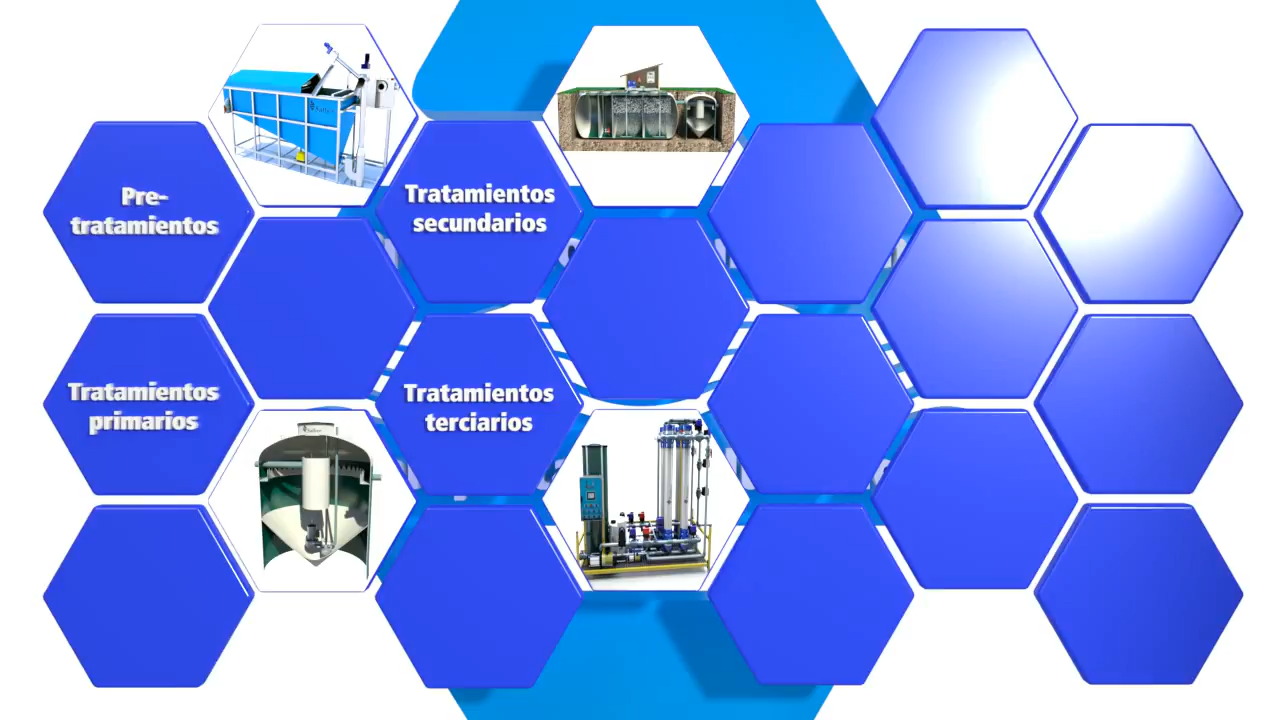 Pre-
tratamientos
Tratamientos
secundarios
Tratamientos
primarios
Tratamientos
terciarios